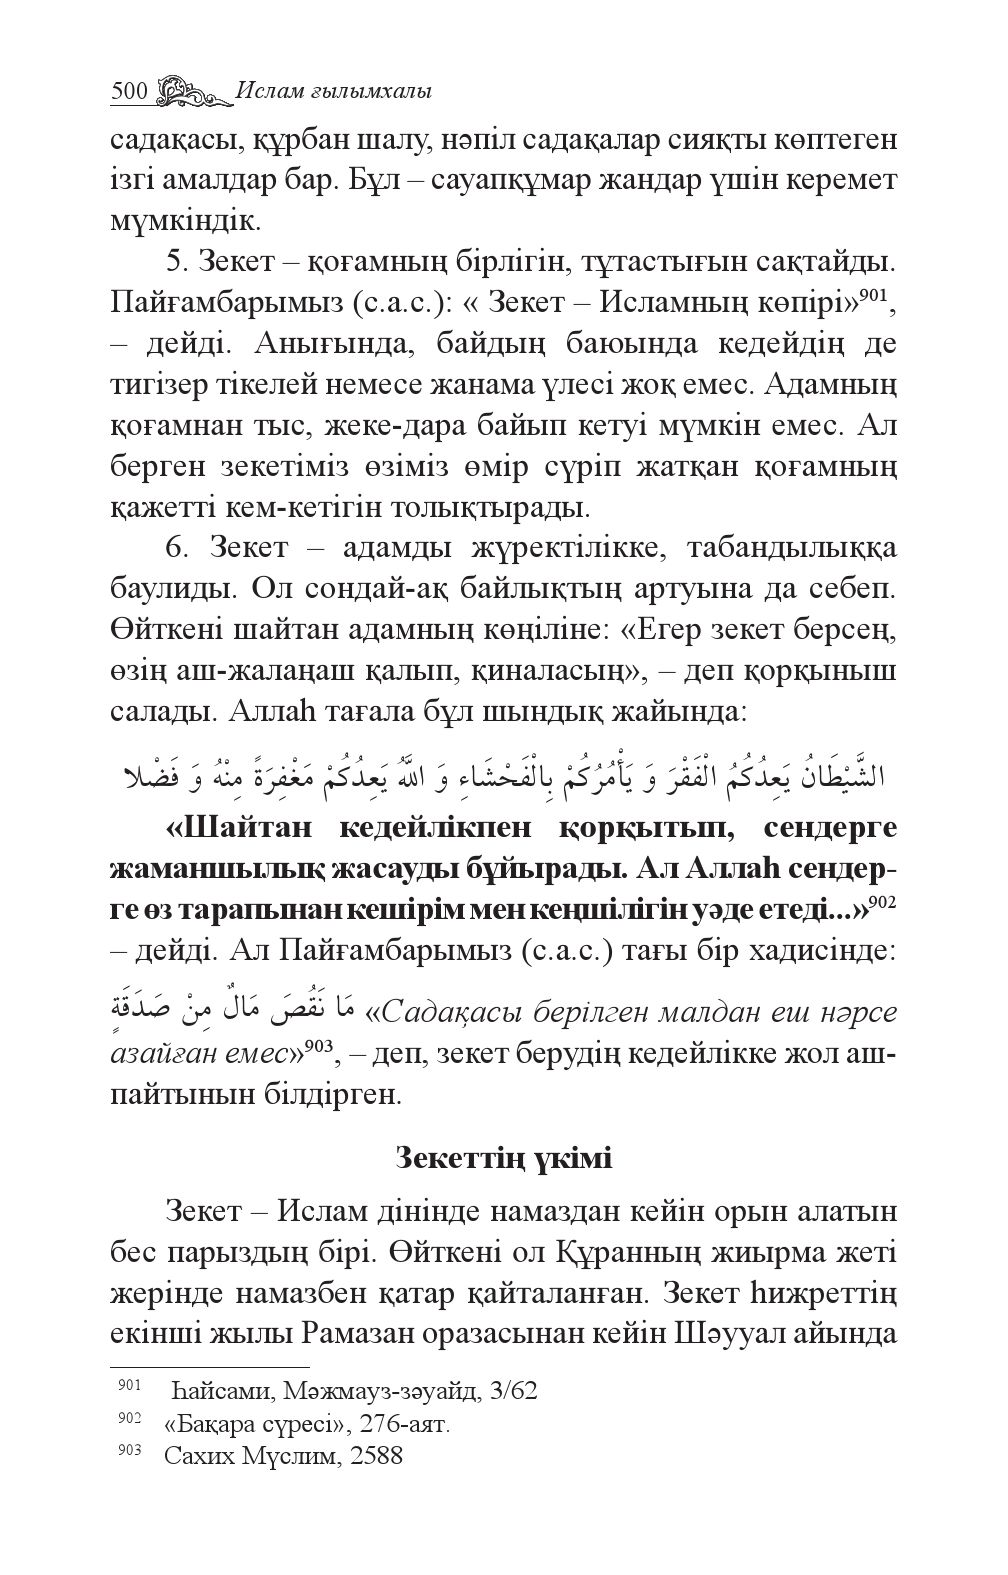 500 Ислам ғылымхалы
садақасы, құрбан шалу, нәпіл садақалар сияқты көптеген
ізгі амалдар бар. Бұл – сауапқұмар жандар үшін керемет
мүмкіндік.
5. Зекет – қоғамның бірлігін, тұтастығын сақтайды.
Пайғамбарымыз (с.а.с.): « Зекет – Исламның көпірі»901,
– дейді. Анығында, байдың баюында кедейдің де
тигізер тікелей немесе жанама үлесі жоқ емес. Адамның
қоғамнан тыс, жеке-дара байып кетуі мүмкін емес. Ал
берген зекетіміз өзіміз өмір сүріп жатқан қоғамның
қажетті кем-кетігін толықтырады.
6. Зекет – адамды жүректілікке, табандылыққа
баулиды. Ол сондай-ақ байлықтың артуына да себеп.
Өйткені шайтан адамның көңіліне: «Егер зекет берсең,
өзің аш-жалаңаш қалып, қиналасың», – деп қорқыныш
салады. Аллаһ тағала бұл шындық жайында:
الشَّيْطَانُ يَعِدُكُمُ الْفَقْرَ وَ يَأْمُرُكُمْ بِالْفَحْشَاءِ وَ اللَّهُ يَعِدُكُمْ مَغْفِرَةً مِنْهُ وَ فَضْلا
«Шайтан кедейлікпен қорқытып, сендерге
жаманшылық жасауды бұйырады. Ал Аллаһ сендер-
ге өз тарапынан кешірім мен кеңшілігін уәде етеді...»902
– дейді. Ал Пайғамбарымыз (с.а.с.) тағы бір хадисінде:
مَا نَقُصَ مَالٌ مِنْ صَدَقَةٍ «Садақасы берілген малдан еш нәрсе
азайған емес»903, – деп, зекет берудің кедейлікке жол аш-
пайтынын білдірген.
Зекеттің үкімі
Зекет – Ислам дінінде намаздан кейін орын алатын
бес парыздың бірі. Өйткені ол Құранның жиырма жеті
жерінде намазбен қатар қайталанған. Зекет һижреттің
екінші жылы Рамазан оразасынан кейін Шәууал айында
901 Һайсами, Мәжмауз-зәуайд, 3/62
902 «Бақара сүресі», 276-аят.
903 Сахих Мүслим, 2588